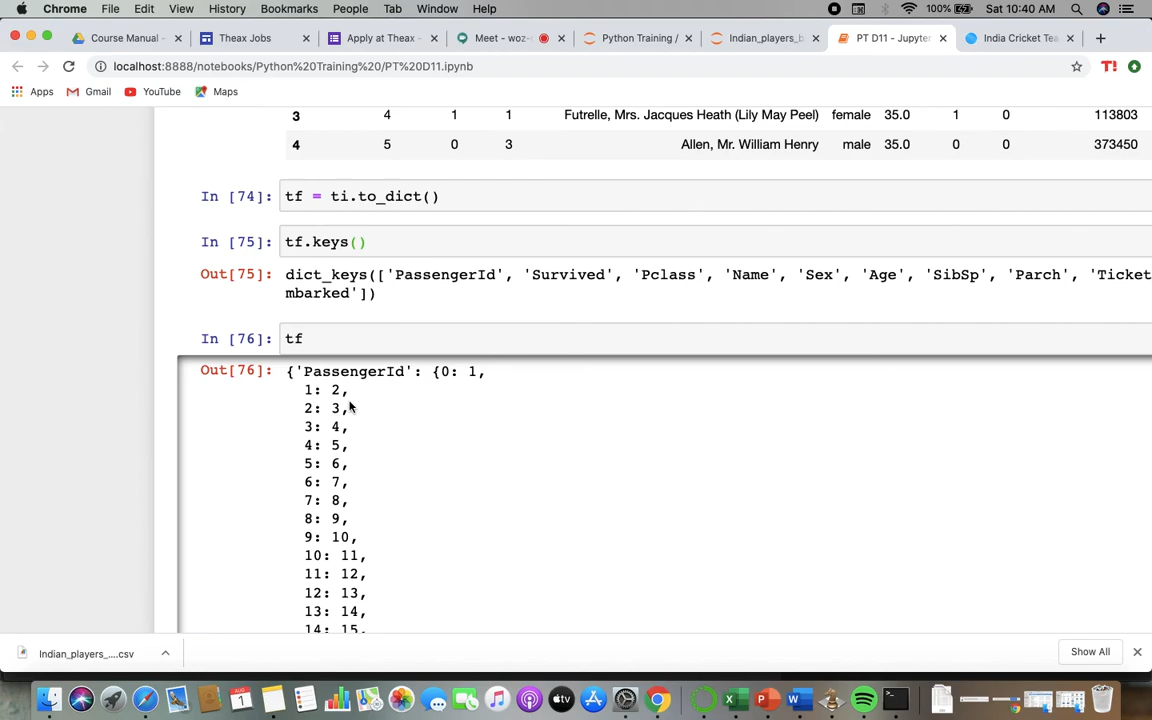 Chrome File Edit View History Bookmarks People Tab Window Help 100% Sat 10:40 AM
Course Manual - Theax Jobs Apply at Theax - Meet - woz- Python Training / Indian_players_b PT D11 - Jupyter India Cricket Tea
localhost:8888/notebooks/Python%20Training%20/PT%20D11.ipynb
Apps Gmail YouTube Maps
3 4 1 1 Futrelle, Mrs. Jacques Heath (Lily May Peel) female 35.0 1 0 113803
4 5 0 3 Allen, Mr. William Henry male 35.0 0 0 373450
In [74]: tf = ti.to_dict()
In [75]: tf.keys()
Out[75]: dict_keys(['PassengerId', 'Survived', 'Pclass', 'Name', 'Sex', 'Age', 'SibSp', 'Parch', 'Ticket
mbarked'])
In [76]: tf
Out[76]: {'PassengerId': {0: 1,
1: 2,
2: 3,
3: 4,
4: 5,
5: 6,
6: 7,
7: 8,
8: 9,
9: 10,
10: 11,
11: 12,
12: 13,
13: 14,
14: 15,
Indian_players_....csv Show All